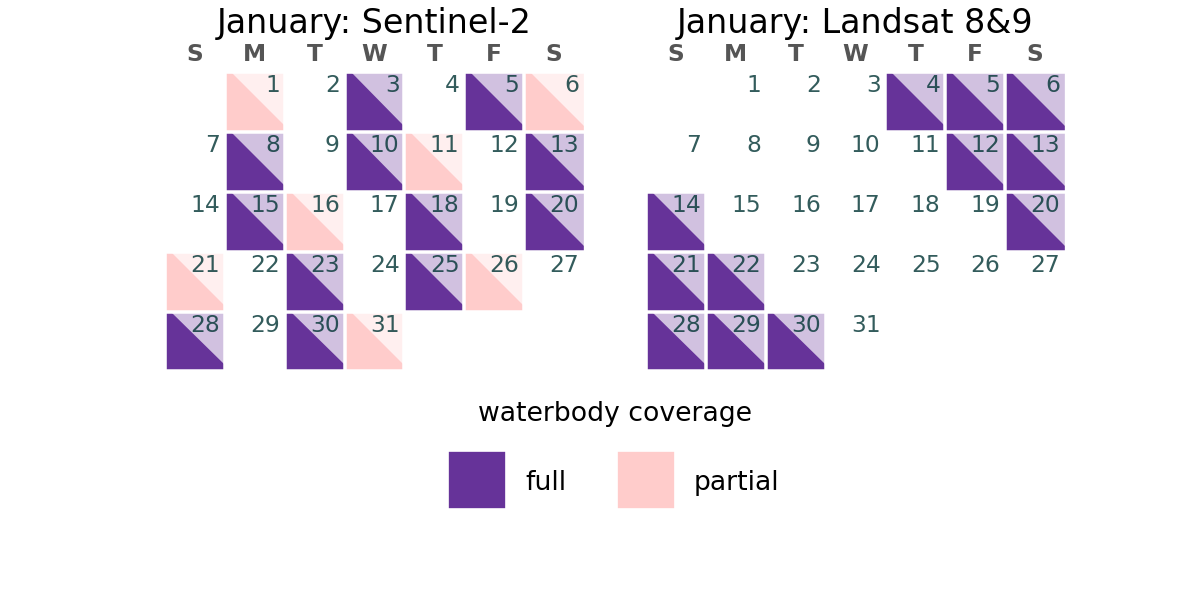 January: Sentinel-2
S M T W T F S
1 2 3 4 5 6
7 8 9 10 11 12 13
14 15 16 17 18 19 20
21 22 23 24 25 26 27
28 29 30 31
January: Landsat 8&9
S M T W T F S
1 2 3 4 5 6
7 8 9 10 11 12 13
14 15 16 17 18 19 20
21 22 23 24 25 26 27
28 29 30 31
waterbody coverage
full partial